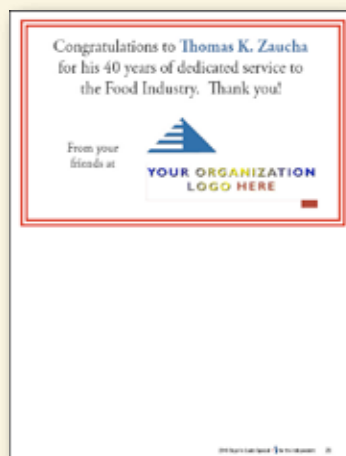 Congratulations to Thomas K. Zaucha
for his 40 years of dedicated service to
the Food Industry. Thank you!
From your
friends at
YOUR ORGANIZATION
LOGO HERE